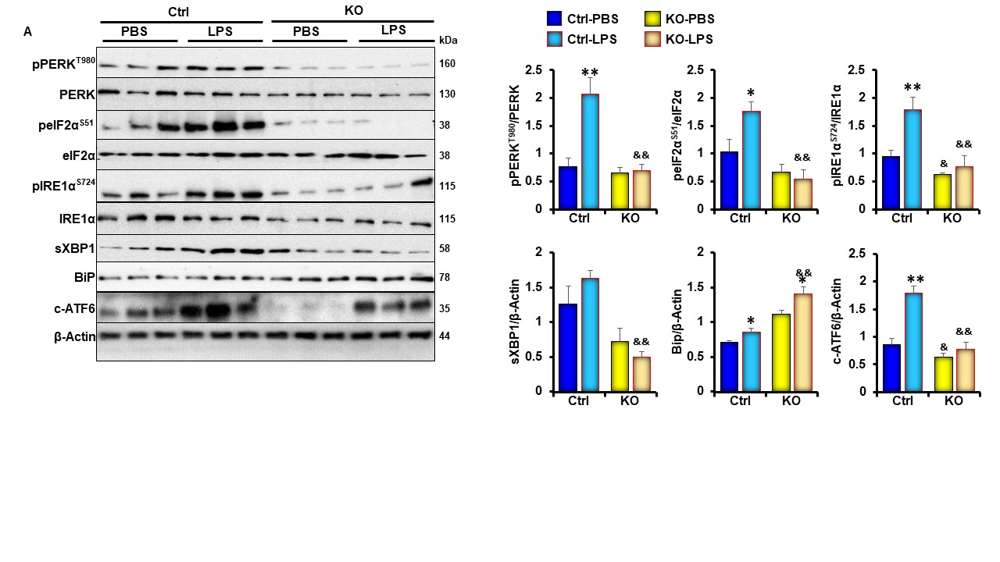 A
Ctrl KO
PBS LPS PBS LPS
kDa
pPERKT980 160
PERK 130
peIF2αS51 38
eIF2α 38
pIRE1αS724 115
IRE1α 115
sXBP1 58
BiP 78
c-ATF6 35
β-Actin 44
Ctrl-PBS KO-PBS
Ctrl-LPS KO-LPS
pPERKT980/PERK
2.5
2
1.5
1
0.5
0
**
&&
Ctrl KO
peIF2αS51/eIF2α
2.5
2
1.5
1
0.5
0
*
&&
Ctrl KO
pIRE1αS724/IRE1α
2.5
2
1.5
1
0.5
0
**
&
&&
Ctrl KO
sXBP1/β-Actin
2
1.5
1
0.5
0
&&
Ctrl KO
Bip/β-Actin
2
1.5
1
0.5
0
*
&&
*
Ctrl KO
c-ATF6/β-Actin
2.5
2
1.5
1
0.5
0
**
&
&&
Ctrl KO